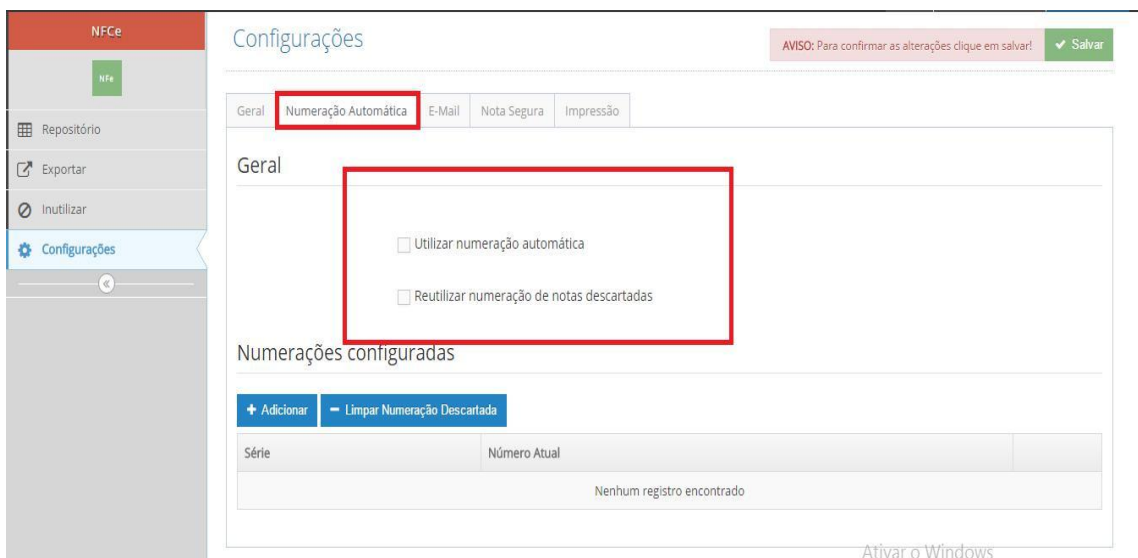 NFCe
NFe
Repositório
Exportar
Inutilizar
Configurações
Configurações
AVISO: Para confirmar as alterações clique em salvar!
Salvar
Geral
Numeração Automática
E-Mail
Nota Segura
Impressão
Geral
Utilizar numeração automática
Reutilizar numeração de notas descartadas
Numerações configuradas
+ Adicionar
− Limpar Numeração Descartada
Série
Número Atual
Nenhum registro encontrado
Ativar o Windows